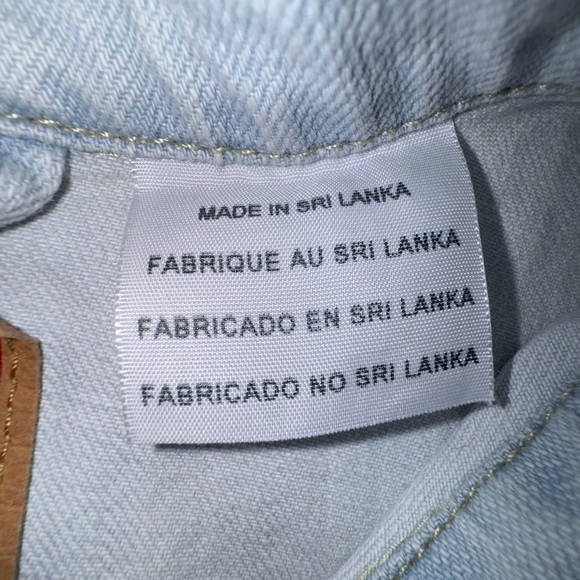 MADE IN SRI LANKA
FABRIQUE AU SRI LANKA
FABRICADO EN SRI LANKA
FABRICADO NO SRI LANKA